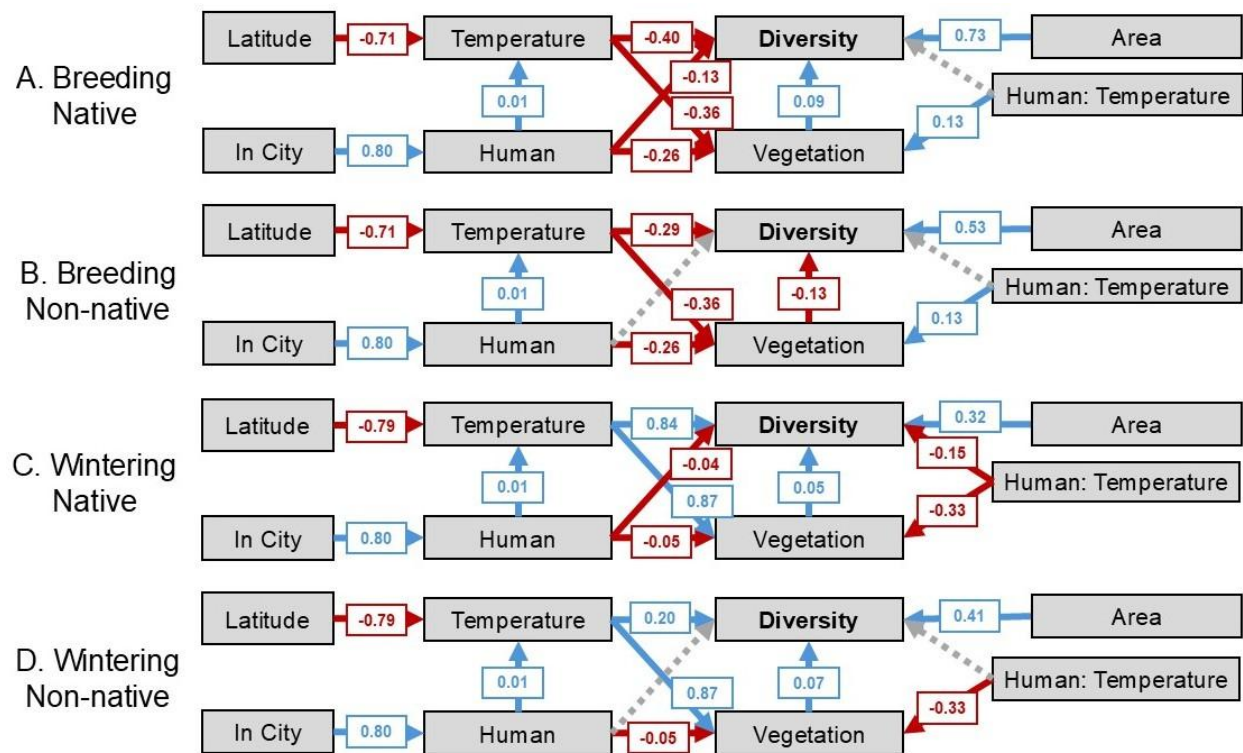 Latitude -0.71 Temperature -0.40 Diversity 0.73 Area
A. Breeding
Native
-0.13
0.01 0.09 Human: Temperature
-0.36
0.13
In City 0.80 Human -0.26 Vegetation
Latitude -0.71 Temperature -0.29 Diversity 0.53 Area
B. Breeding
Non-native
0.01 -0.36 -0.13 Human: Temperature
0.13
In City 0.80 Human -0.26 Vegetation
Latitude -0.79 Temperature 0.84 Diversity 0.32 Area
-0.15
C. Wintering
Native
-0.04
0.01 0.87 0.05 Human: Temperature
-0.33
In City 0.80 Human -0.05 Vegetation
Latitude -0.79 Temperature 0.20 Diversity 0.41 Area
D. Wintering
Non-native
0.01 0.87 0.07 Human: Temperature
-0.33
In City 0.80 Human -0.05 Vegetation